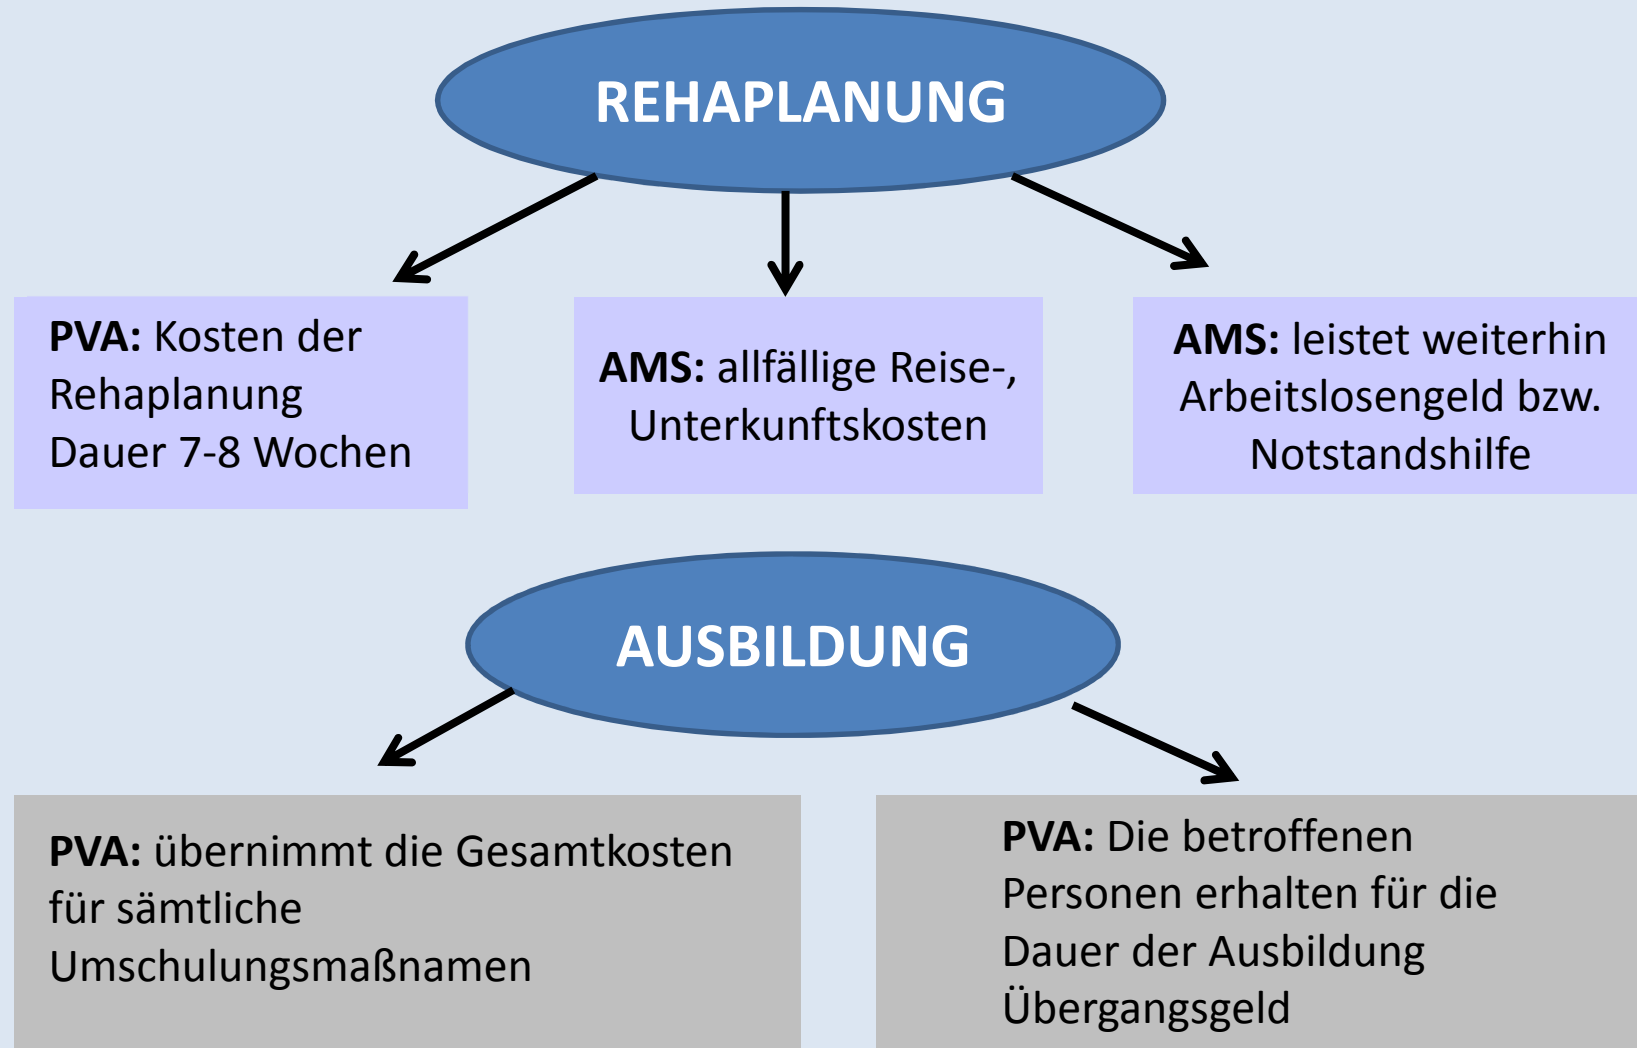 REHAPLANUNG
PVA: Kosten der
Rehaplanung
Dauer 7-8 Wochen
AMS: allfällige Reise-,
Unterkunftskosten
AMS: leistet weiterhin
Arbeitslosengeld bzw.
Notstandshilfe
AUSBILDUNG
PVA: übernimmt die Gesamtkosten
für sämtliche
Umschulungsmaßnamen
PVA: Die betroffenen
Personen erhalten für die
Dauer der Ausbildung
Übergangsgeld